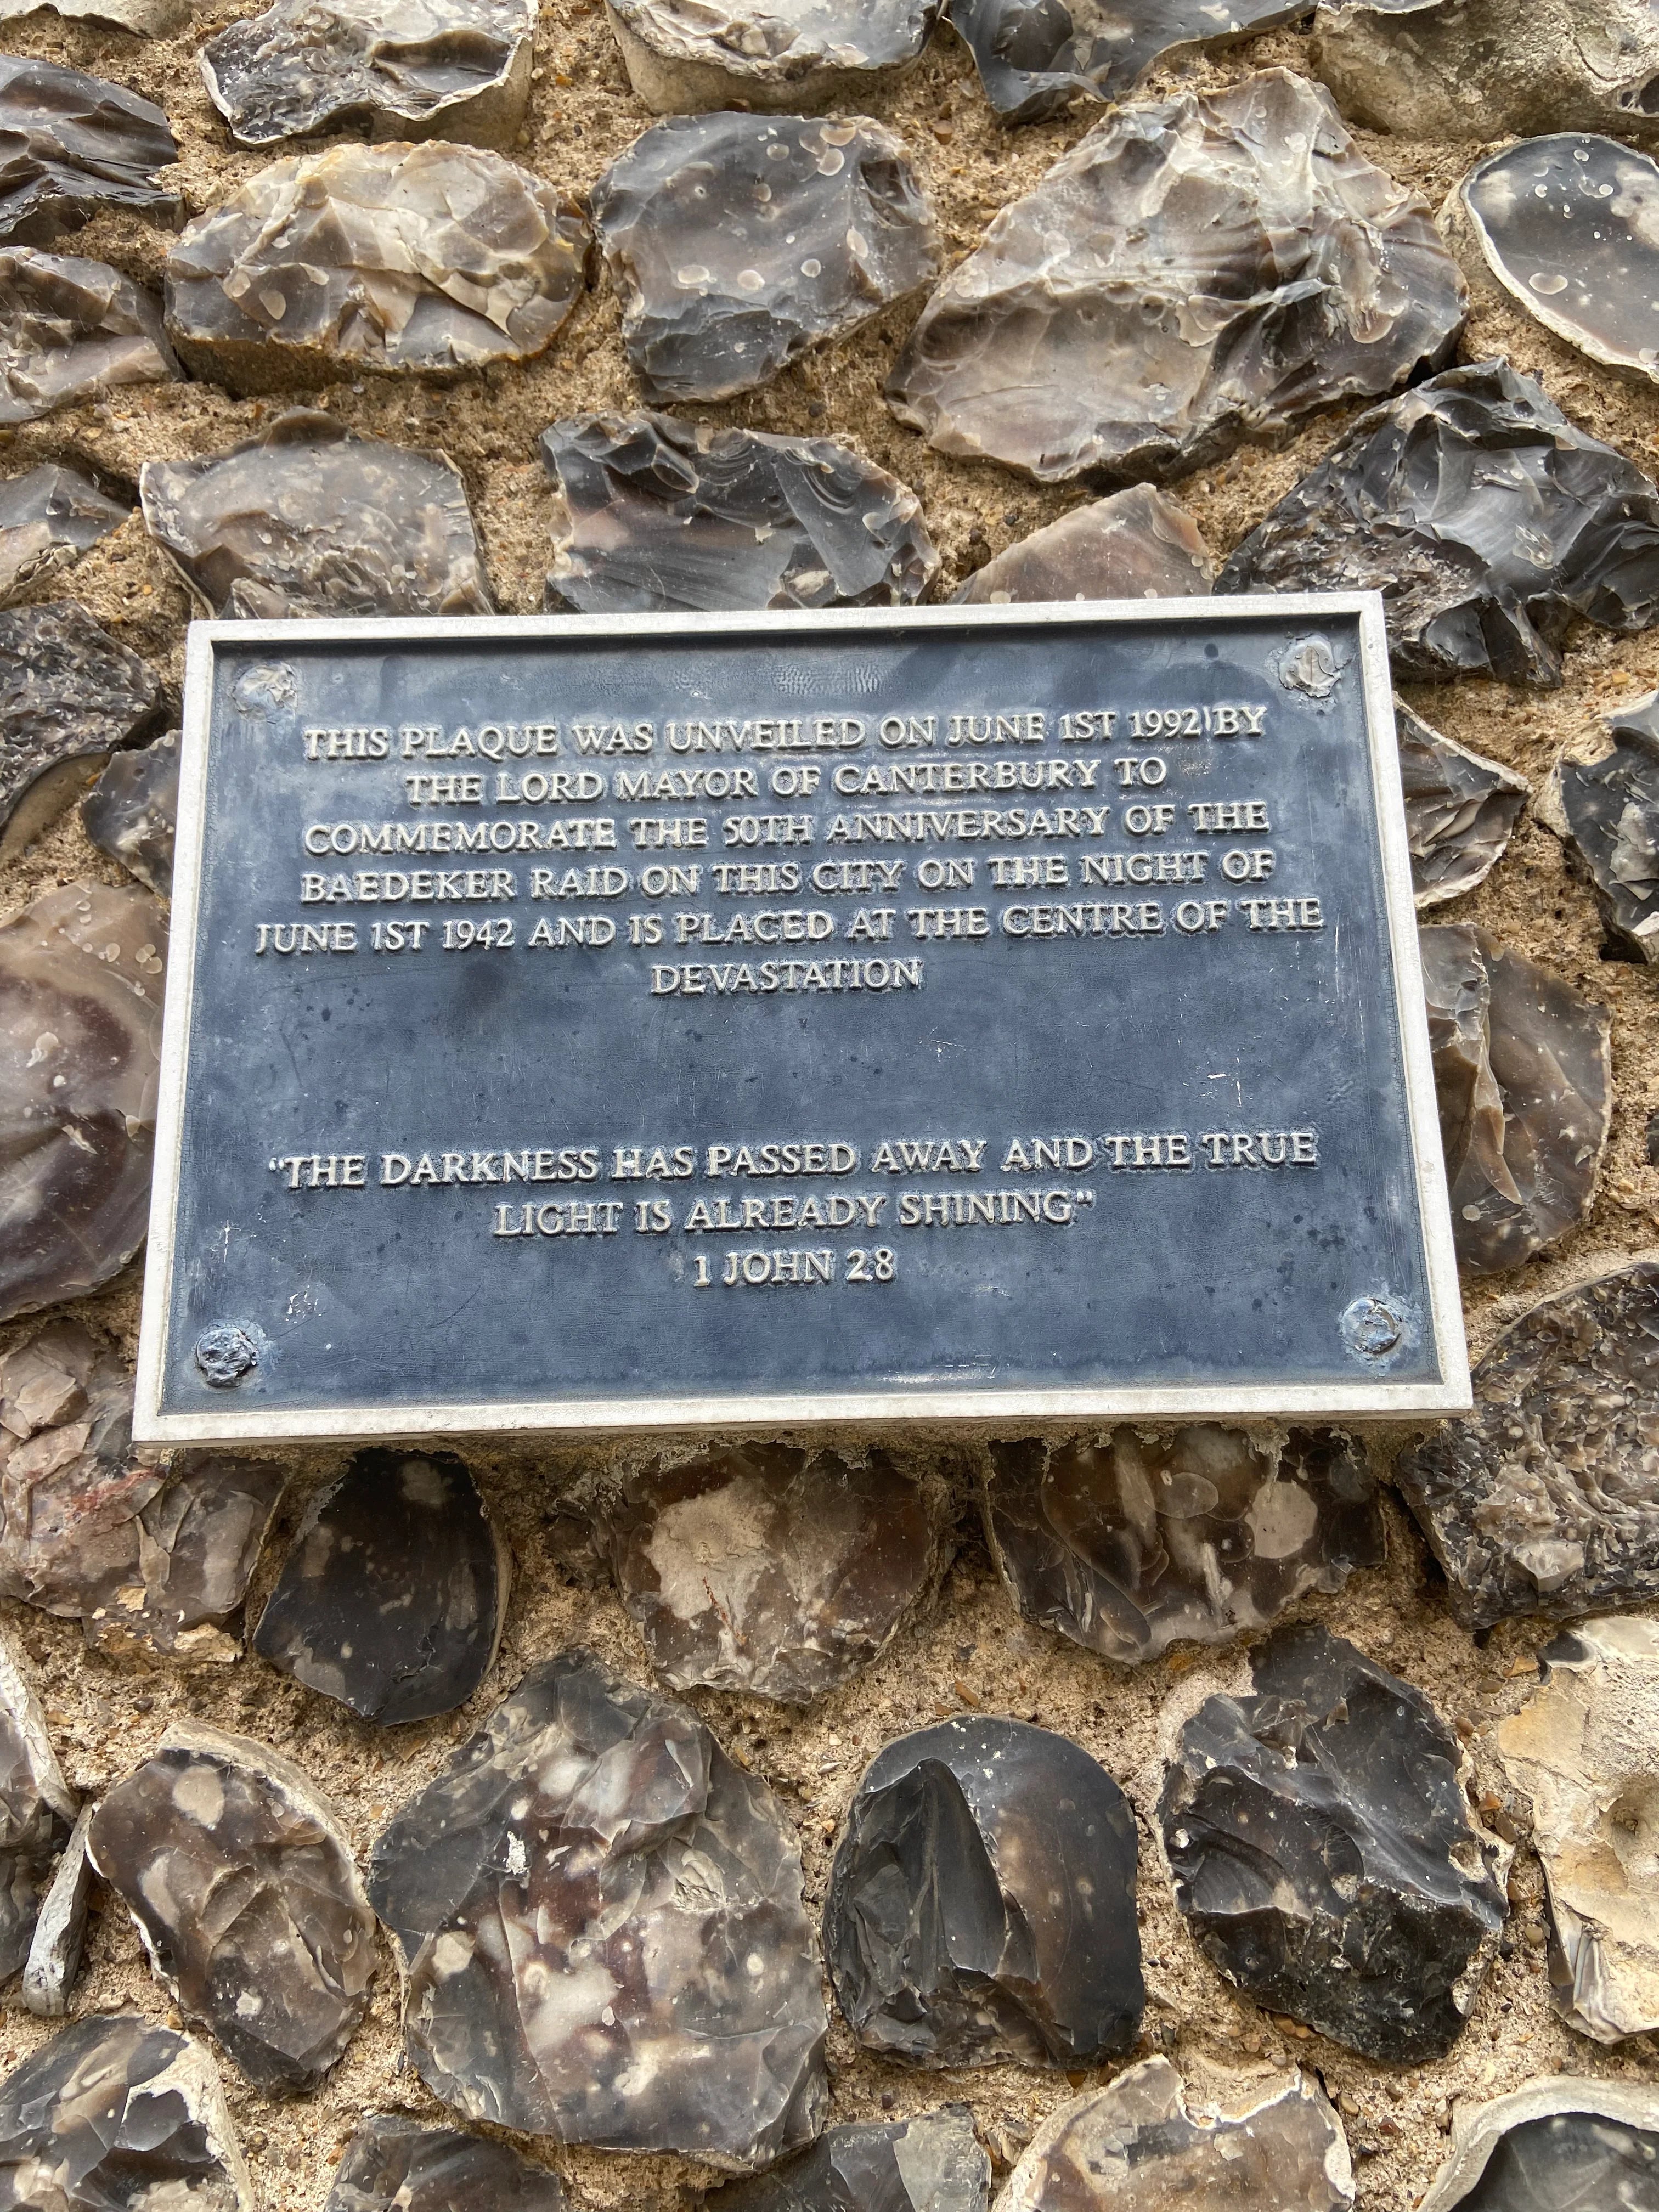 THIS PLAQUE WAS UNVEILED ON JUNE 1ST 1992 BY
THE LORD MAYOR OF CANTERBURY TO
COMMEMORATE THE 50TH ANNIVERSARY OF THE
BAEDEKER RAID ON THIS CITY ON THE NIGHT OF
JUNE 1ST 1942 AND IS PLACED AT THE CENTRE OF THE
DEVASTATION
"THE DARKNESS HAS PASSED AWAY AND THE TRUE
LIGHT IS ALREADY SHINING"
1 JOHN 28